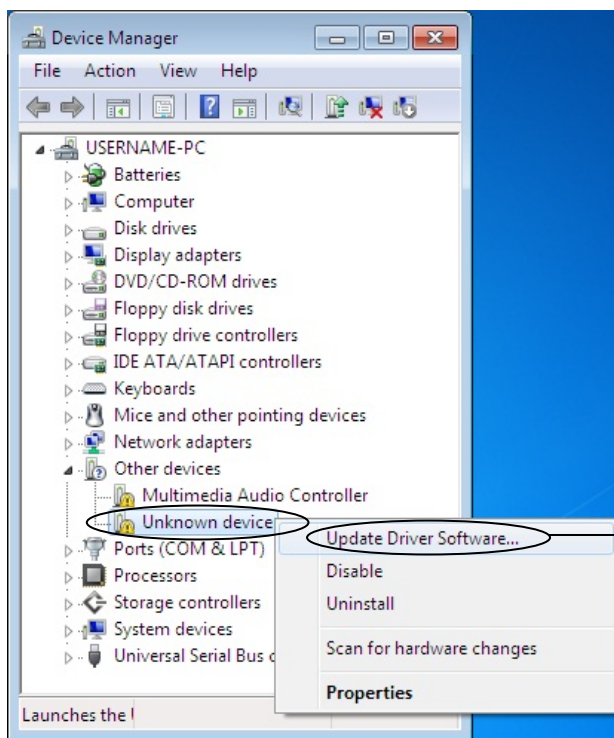 Device Manager
File Action View Help
USERNAME-PC
Batteries
Computer
Disk drives
Display adapters
DVD/CD-ROM drives
Floppy disk drives
Floppy drive controllers
IDE ATA/ATAPI controllers
Keyboards
Mice and other pointing devices
Network adapters
Other devices
Multimedia Audio Controller
Unknown device
Update Driver Software...
Ports (COM & LPT)
Disable
Processors
Storage controllers
Uninstall
System devices
Scan for hardware changes
Universal Serial Bus
Properties
Launches the